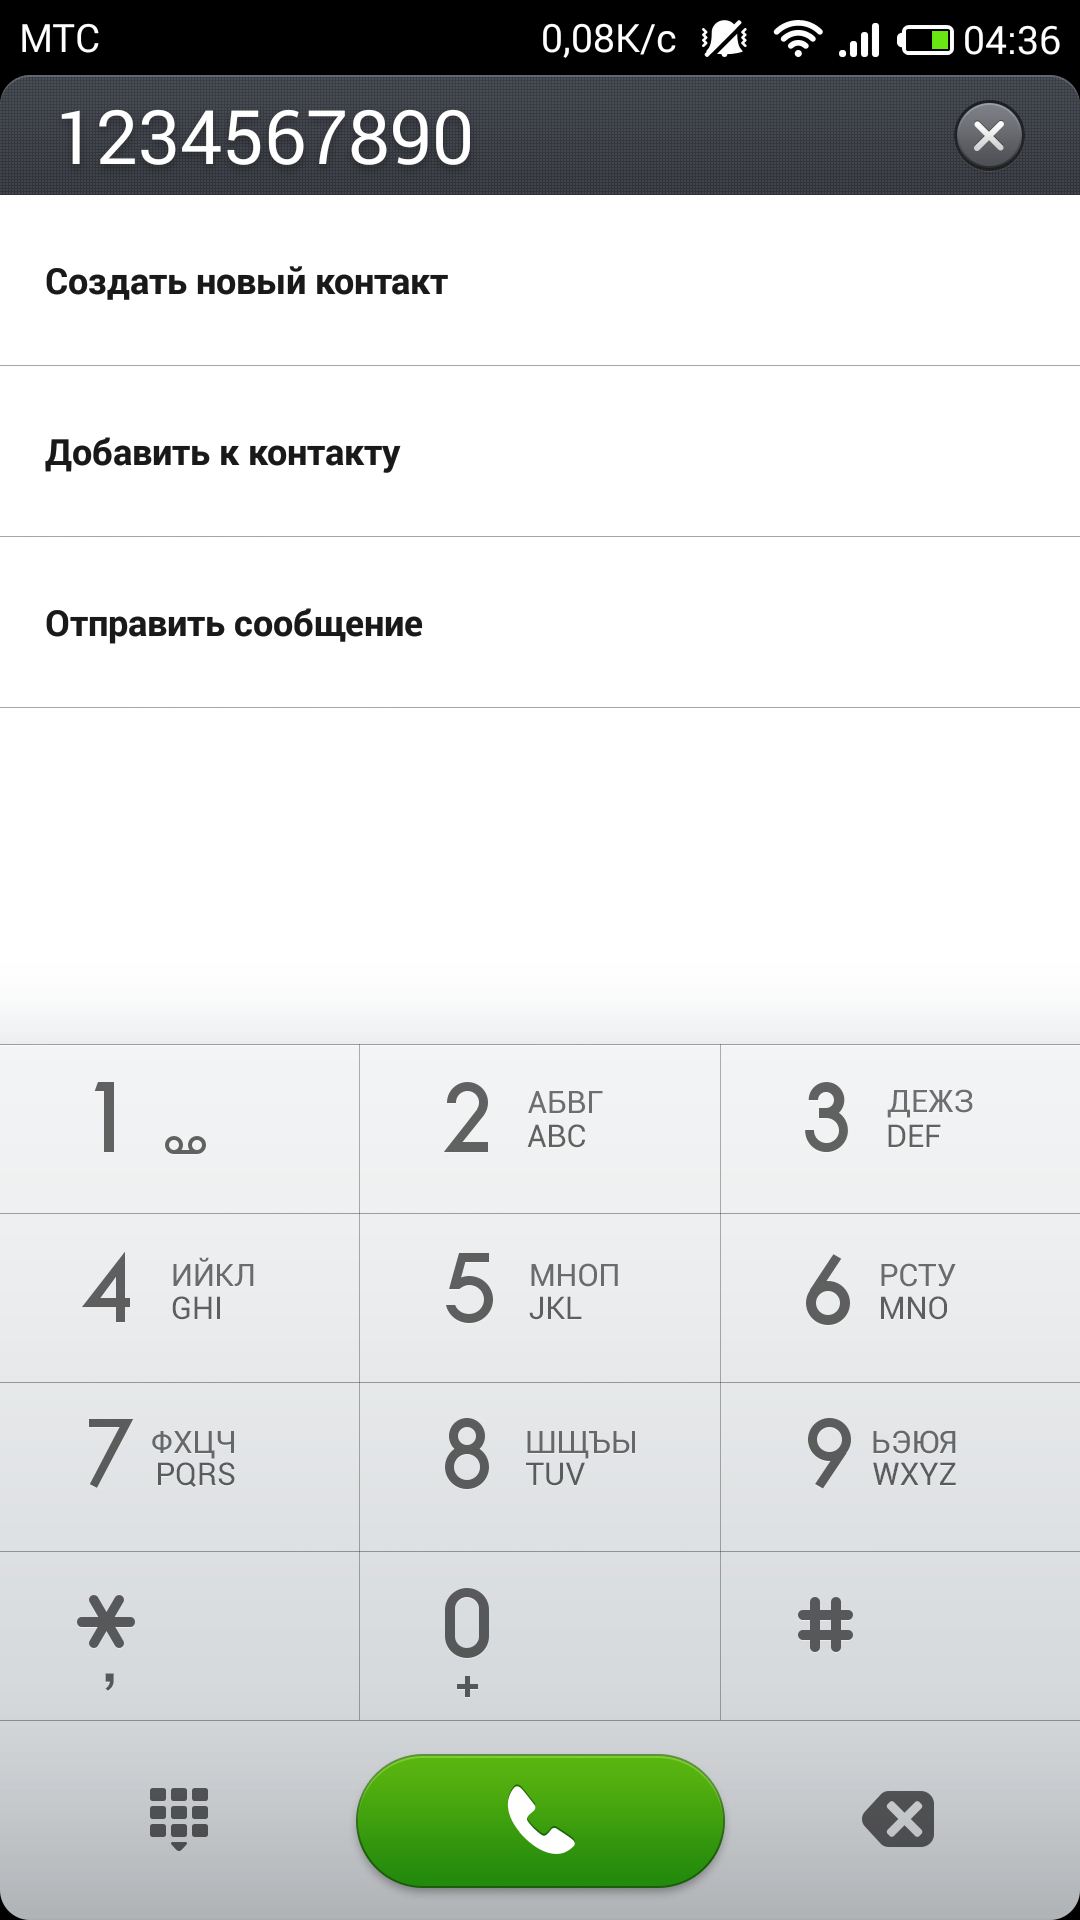 МТС 0,08К/с 04:36
1234567890
Создать новый контакт
Добавить к контакту
Отправить сообщение
1
2 АБВГ ABC
3 ДЕЖЗ DEF
4 ИЙКЛ GHI
5 МНОП JKL
6 РСТУ MNO
7 ФХЦЧ PQRS
8 ШЩЪЫ TUV
9 ЬЭЮЯ WXYZ
* ,
0 +
#